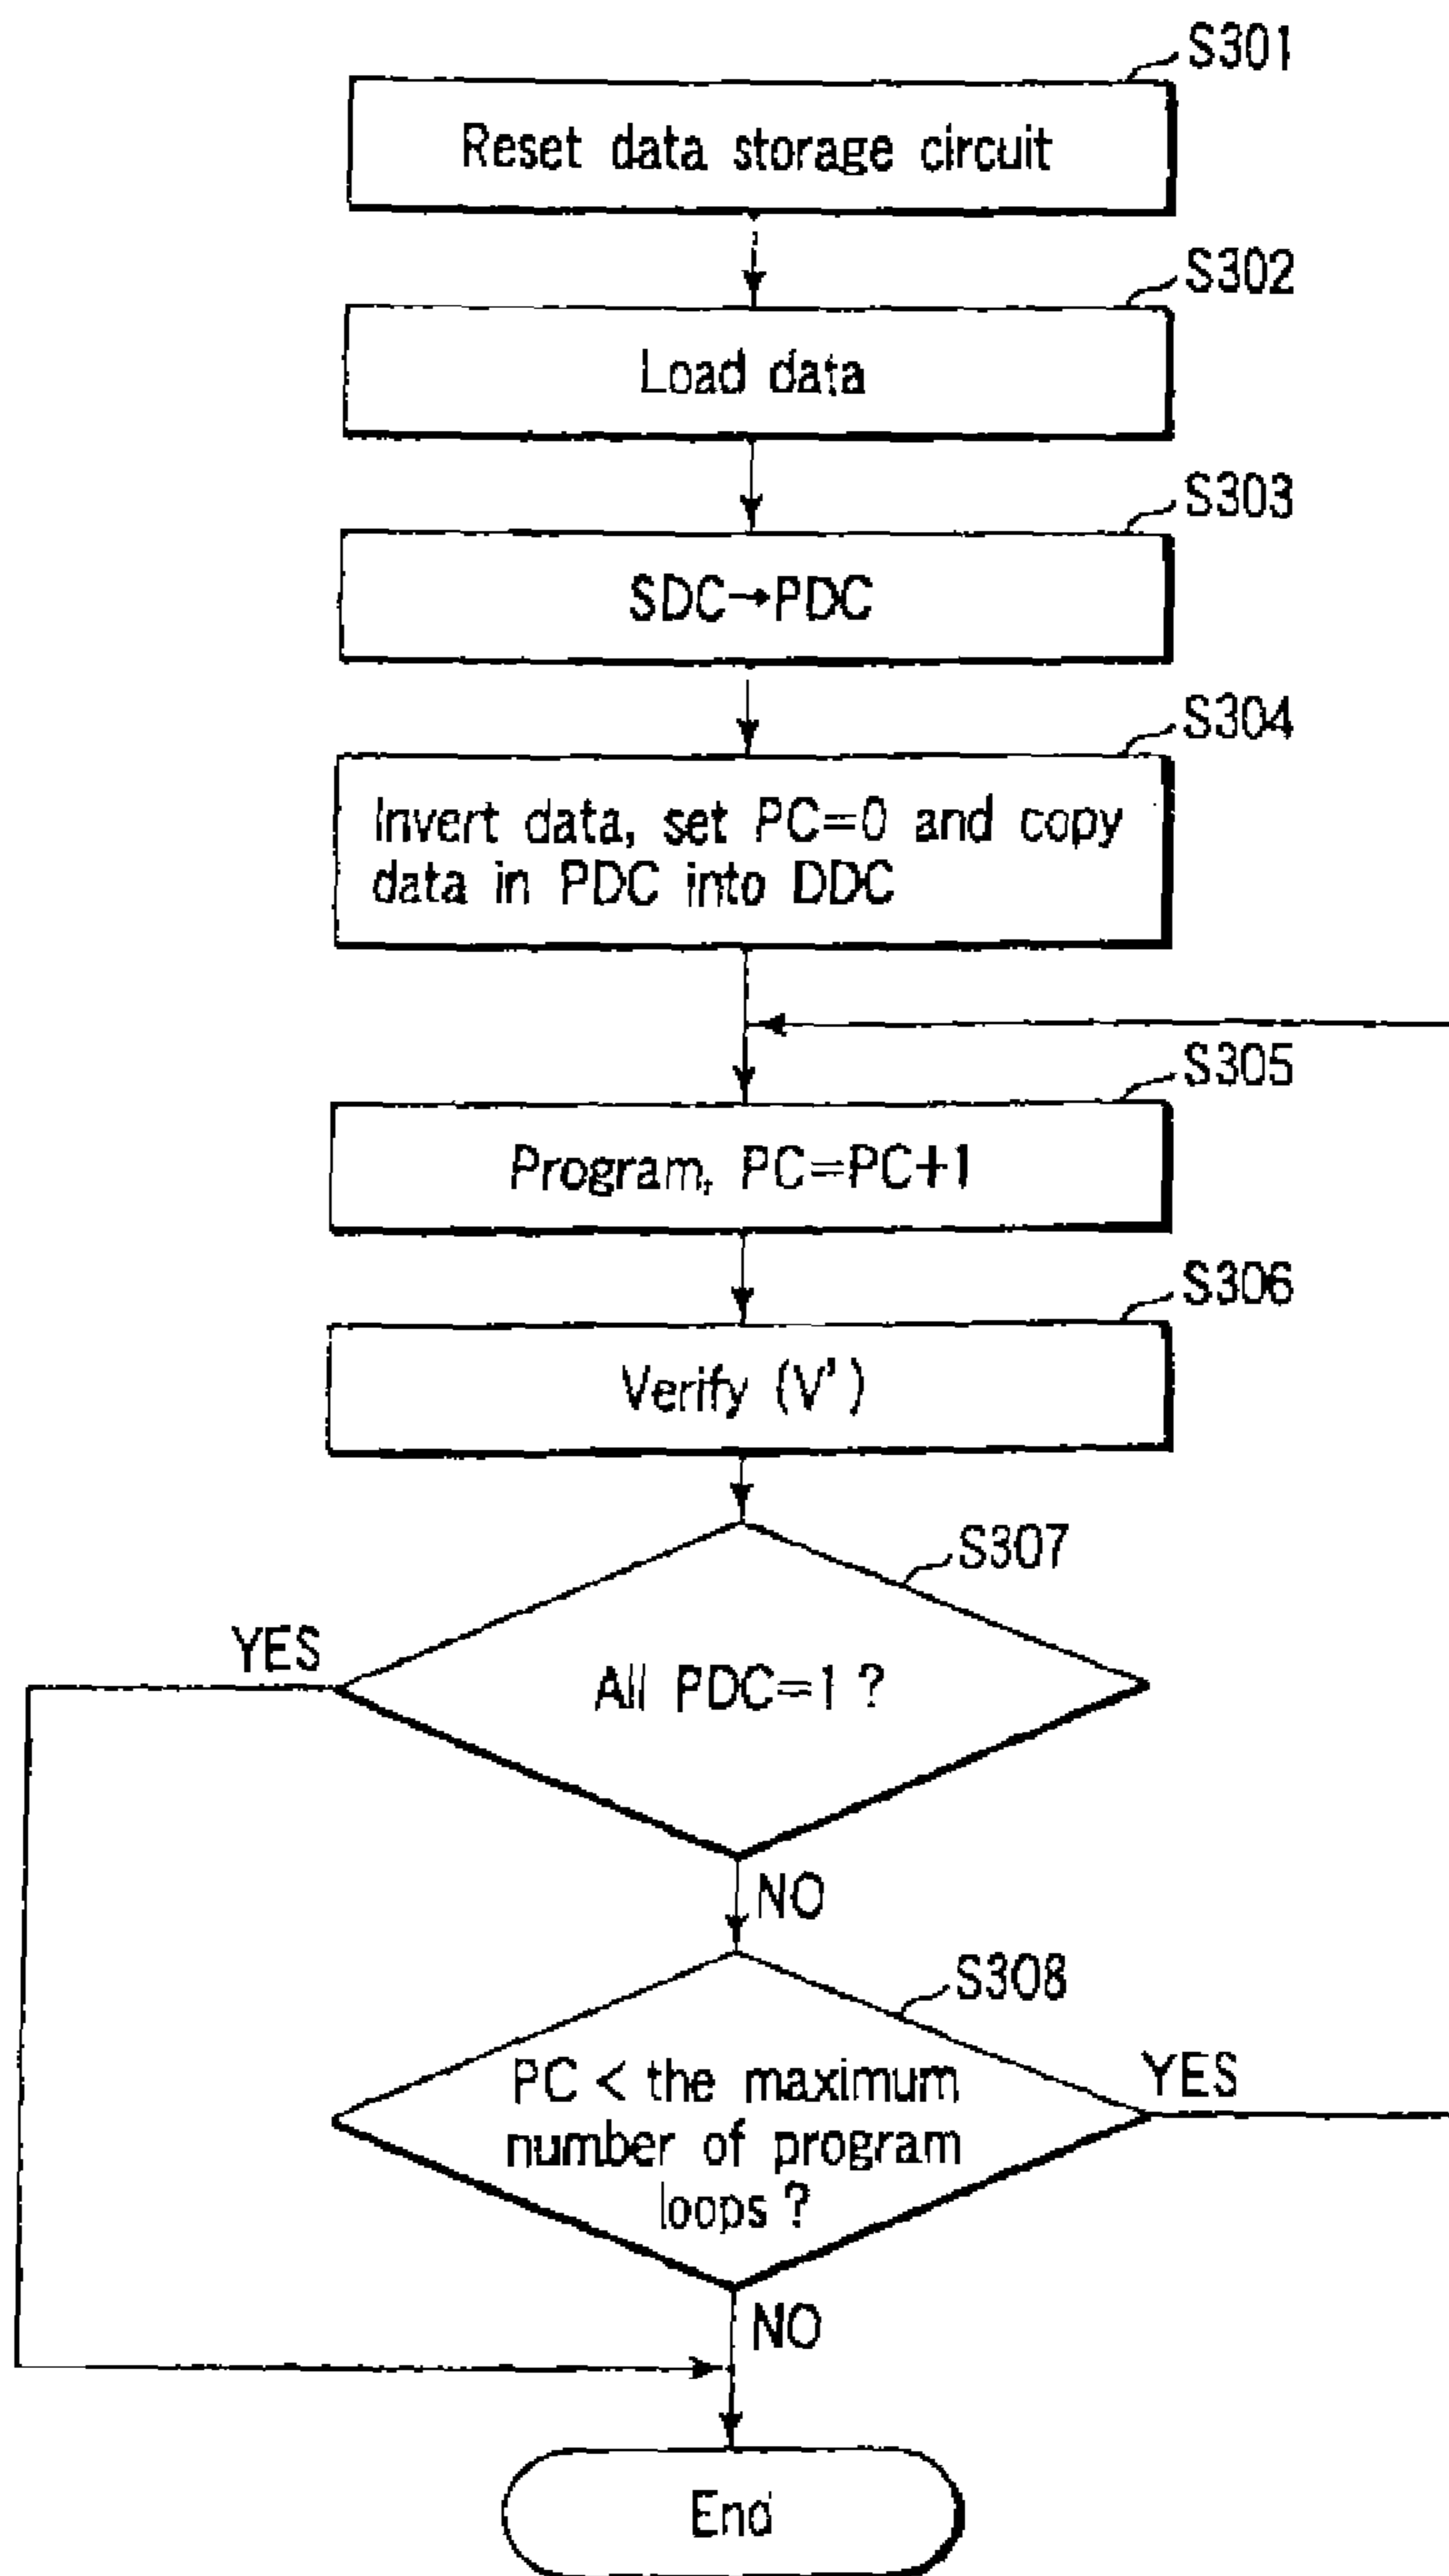 S301
Reset data storage circuit
S302
Load data
S303
SDC→PDC
S304
Invert data, set PC=0 and copy
data in PDC into DDC
S305
Program, PC=PC+1
S306
Verify (V')
S307
YES
All PDC=1 ?
NO
S308
PC < the maximum
number of program
loops ?
YES
NO
End